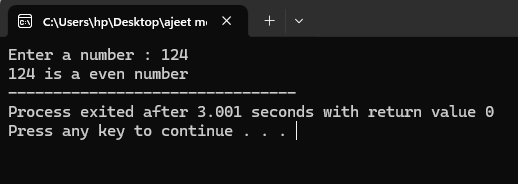 C:\Users\hp\Desktop\ajeet m
Enter a number : 124
124 is a even number
--------------------------------
Process exited after 3.001 seconds with return value 0
Press any key to continue . . .